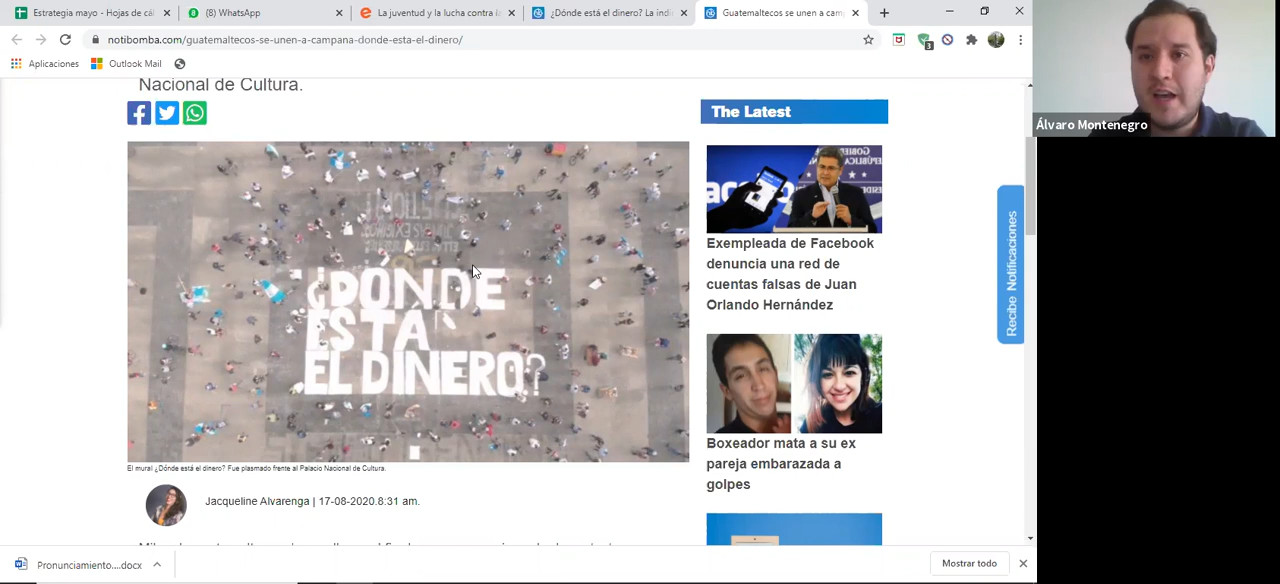 Estrategia mayo - Hojas de cál
(8) WhatsApp
La juventud y la lucha contra l
¿Dónde está el dinero? La indi
Guatemaltecos se unen a cam
notibomba.com/guatemaltecos-se-unen-a-campana-donde-esta-el-dinero/
3
Aplicaciones
Outlook Mail
Nacional de Cultura.
¿DÓNDE
ESTÁ
EL DINERO?
El mural ¿Dónde está el dinero? Fue plasmado frente al Palacio Nacional de Cultura.
Jacqueline Alvarenga | 17-08-2020.8:31 am.
The Latest
Exempleada de Facebook
denuncia una red de
cuentas falsas de Juan
Orlando Hernández
Boxeador mata a su ex
pareja embarazada a
golpes
Recibe Notificaciones
Álvaro Montenegro
Pronunciamiento....docx
Mostrar todo